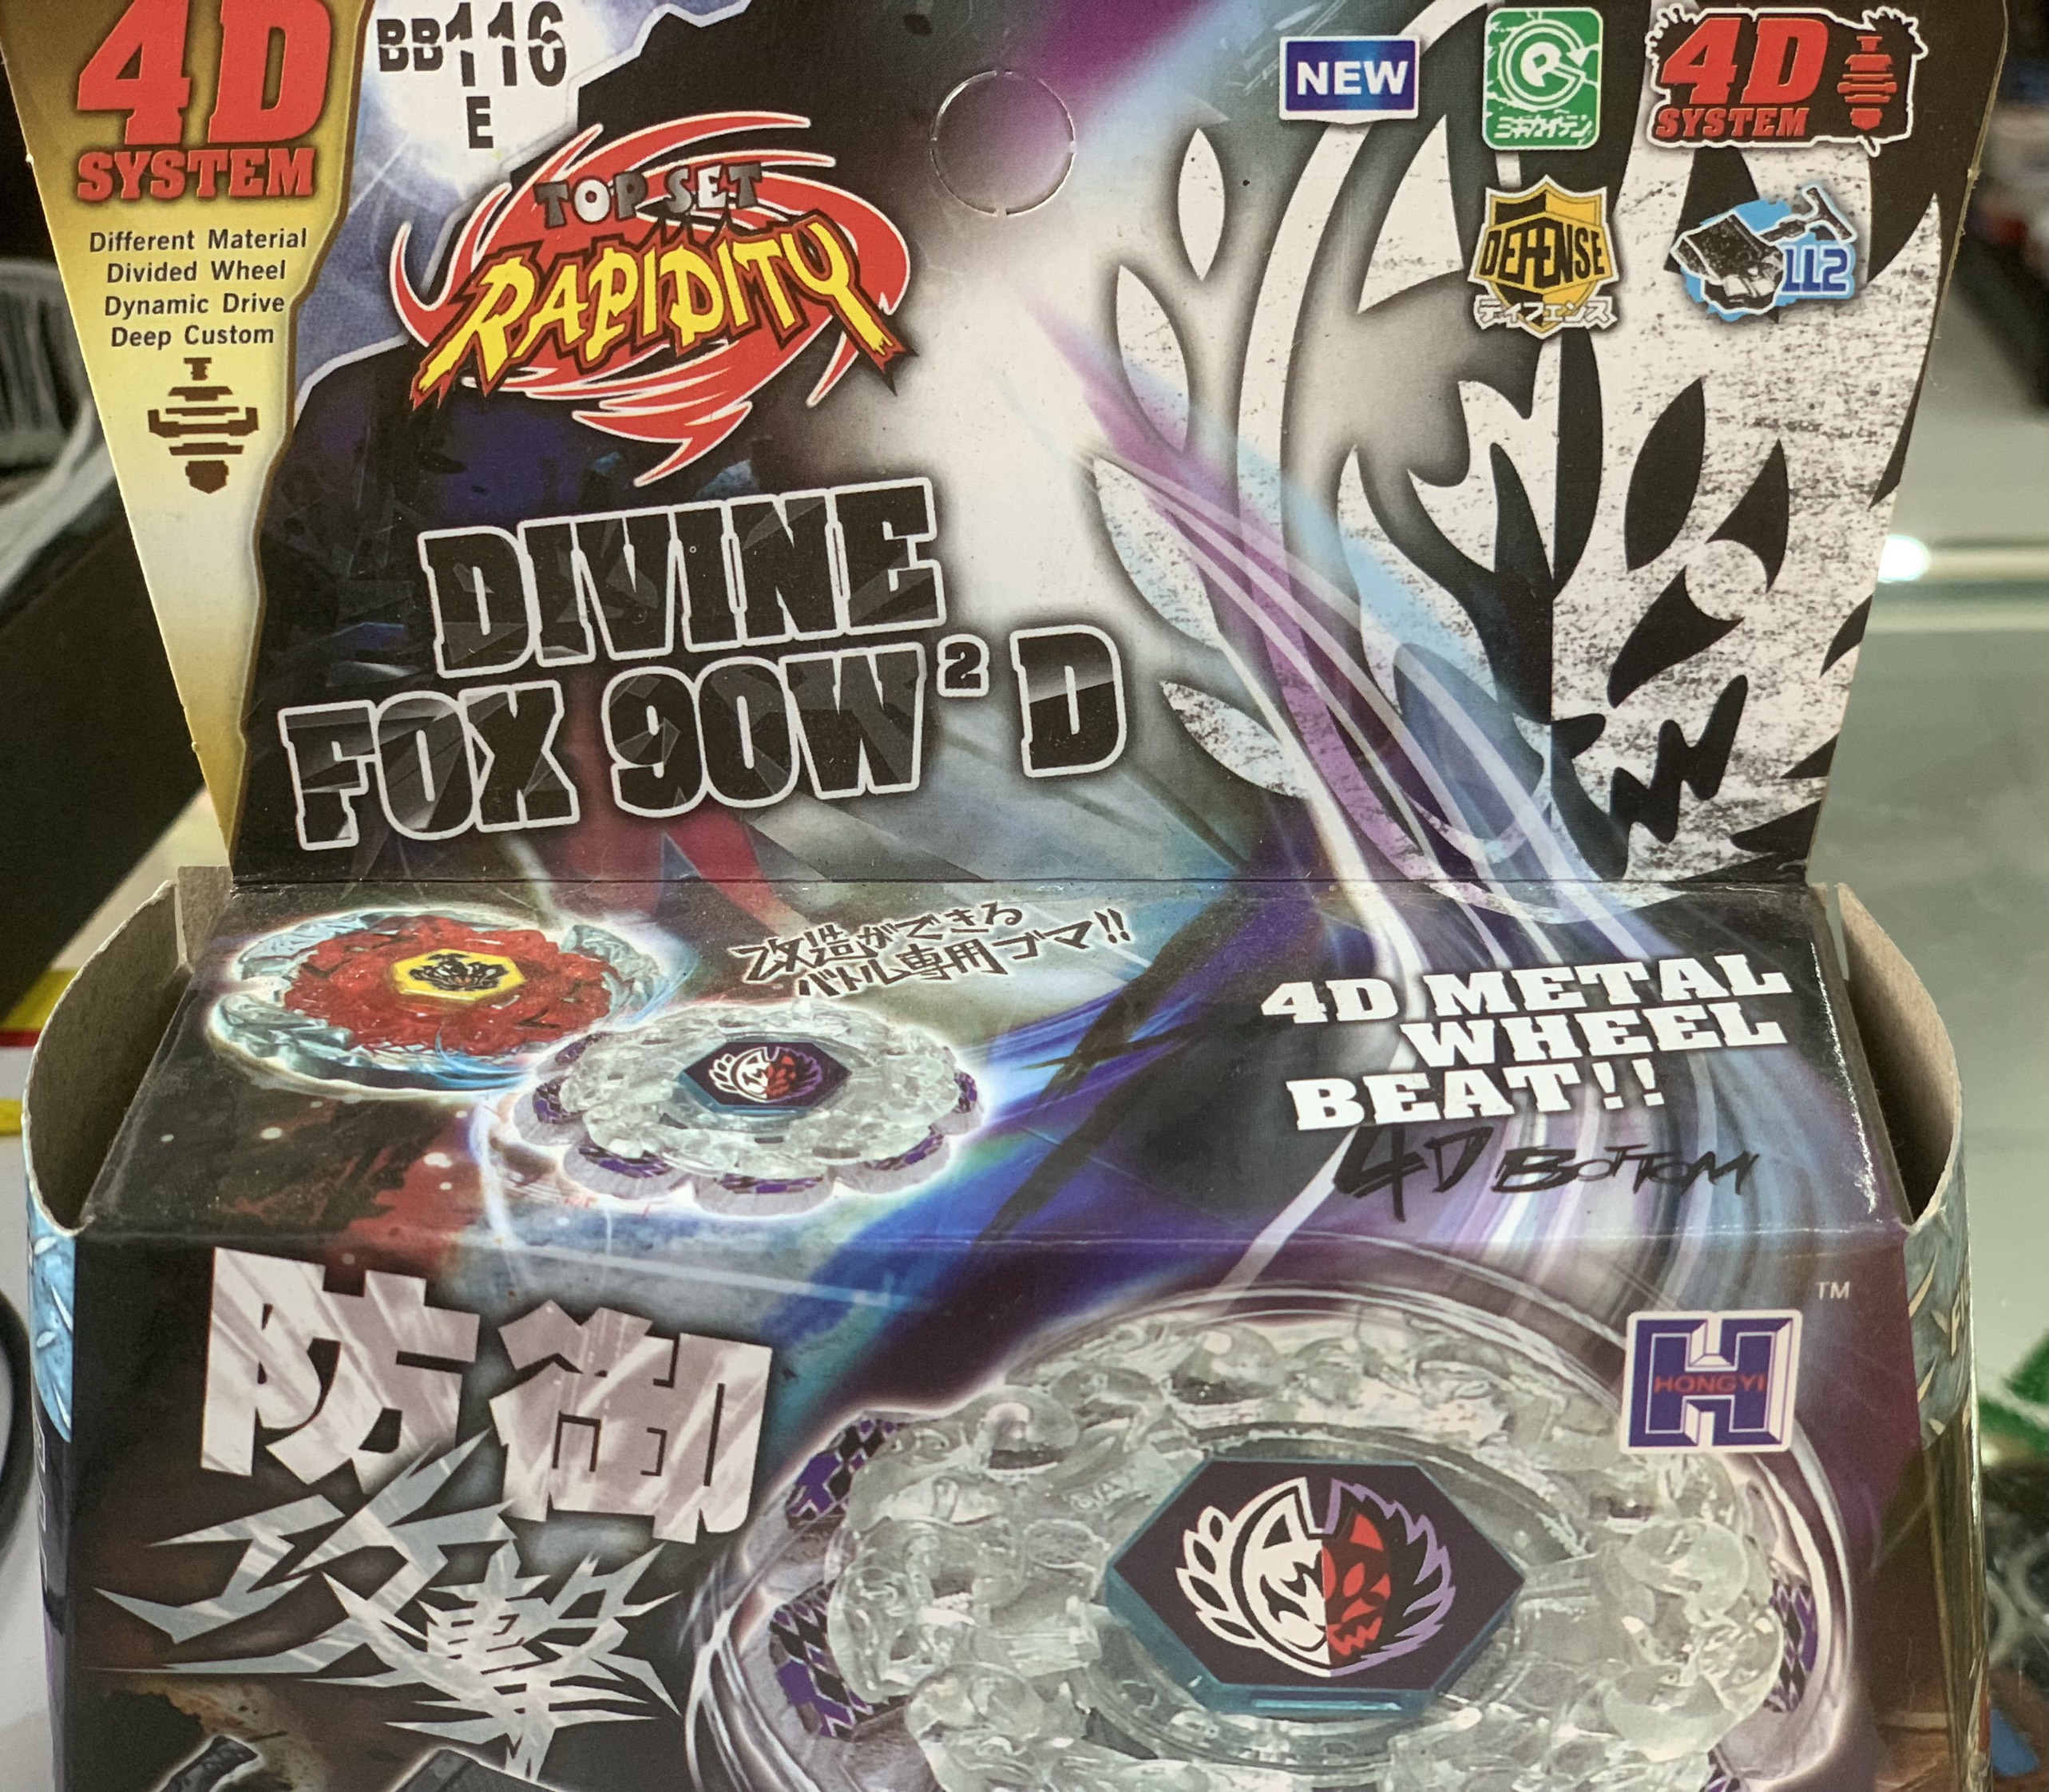 4D
SYSTEM
Different Material
Divided Wheel
Dynamic Drive
Deep Custom
BB116
E
TOP SET
RAPIDITY
NEW
4D
SYSTEM
DEFENSE
ディフェンス
112
DIVINE
FOX 90W² D
改造ができる
バトル専用ゴマ!!
4D METAL
WHEEL
BEAT!!
4D BOTTOM
防御
攻撃
TM
HONGYI